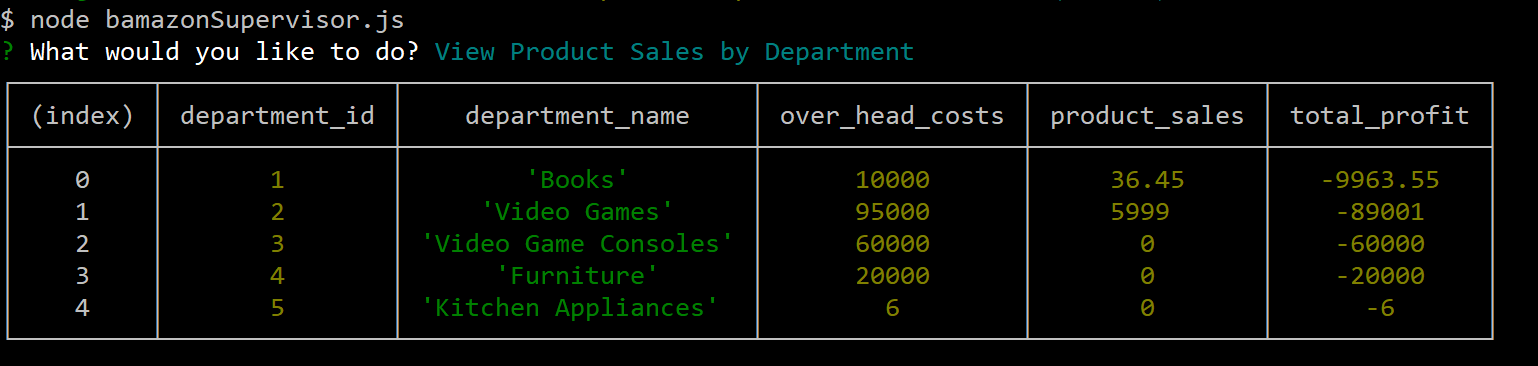 $ node bamazonSupervisor.js
? What would you like to do? View Product Sales by Department
(index) department_id department_name over_head_costs product_sales total_profit
0 1 'Books' 10000 36.45 -9963.55
1 2 'Video Games' 95000 5999 -89001
2 3 'Video Game Consoles' 60000 0 -60000
3 4 'Furniture' 20000 0 -20000
4 5 'Kitchen Appliances' 6 0 -6